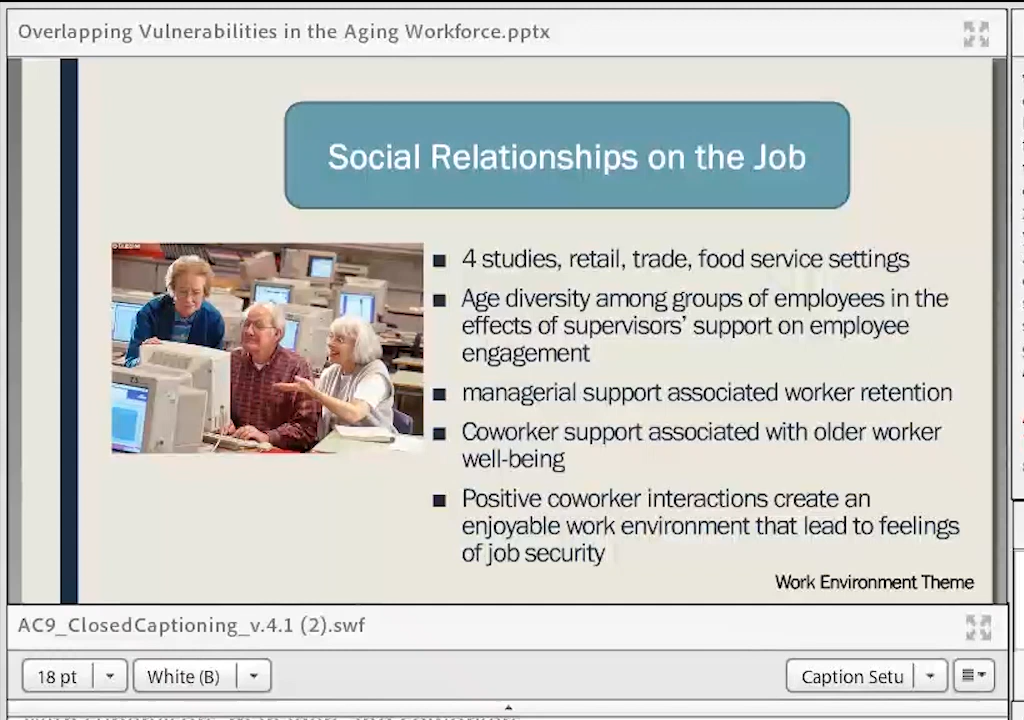 Overlapping Vulnerabilities in the Aging Workforce.pptx
Social Relationships on the Job
■ 4 studies, retail, trade, food service settings
■ Age diversity among groups of employees in the
effects of supervisors' support on employee
engagement
■ managerial support associated worker retention
■ Coworker support associated with older worker
well-being
■ Positive coworker interactions create an
enjoyable work environment that lead to feelings
of job security
Work Environment Theme
AC9_ClosedCaptioning_v.4.1 (2).swf
18 pt
White (B)
Caption Setu